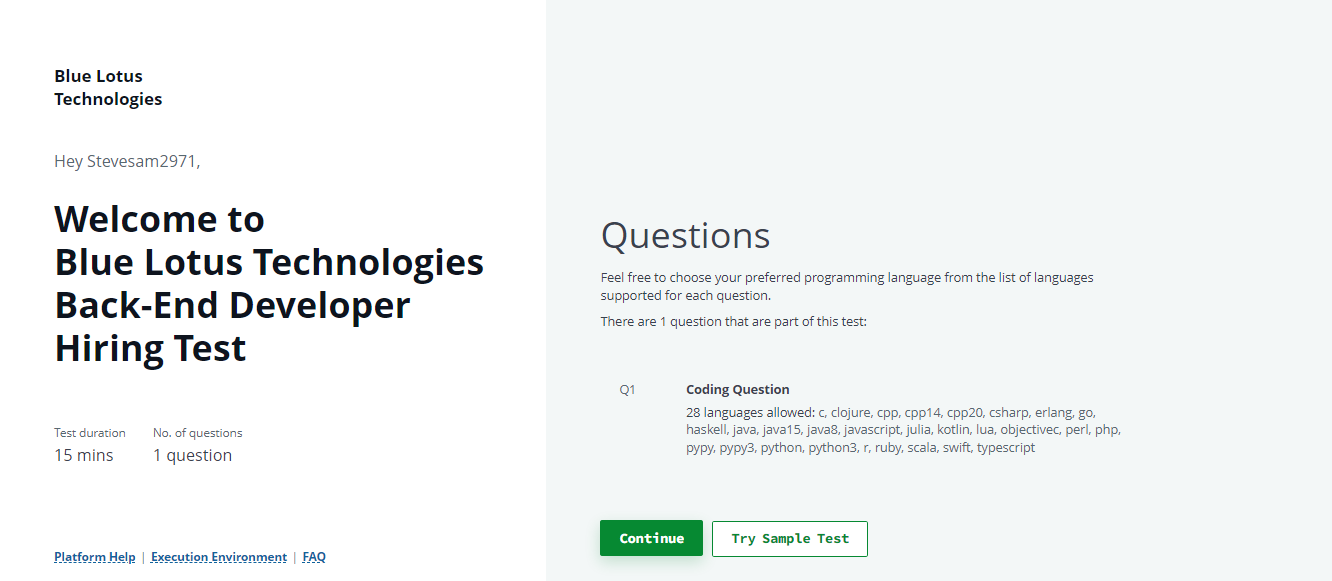 Blue Lotus
Technologies
Hey Stevesam2971,
Welcome to
Blue Lotus Technologies
Back-End Developer
Hiring Test
Test duration
15 mins
No. of questions
1 question
Platform Help | Execution Environment | FAQ
Questions
Feel free to choose your preferred programming language from the list of languages
supported for each question.
There are 1 question that are part of this test:
Q1
Coding Question
28 languages allowed: c, clojure, cpp, cpp14, cpp20, csharp, erlang, go,
haskell, java, java15, java8, javascript, julia, kotlin, lua, objectivec, perl, php,
pypy, pypy3, python, python3, r, ruby, scala, swift, typescript
Continue
Try Sample Test